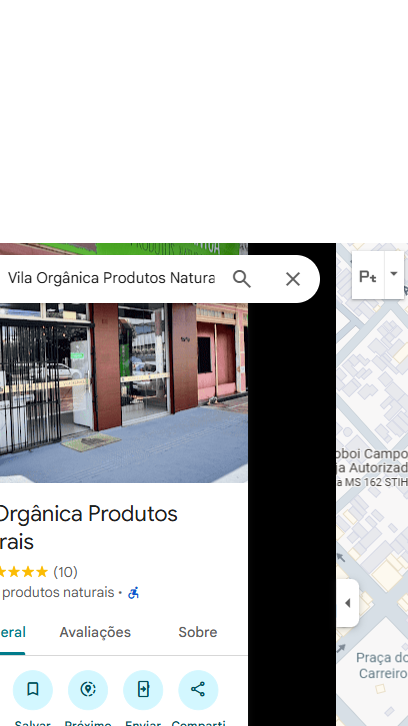 Vila Orgânica Produtos Natura
Pt
Orgânica Produtos
rais
(10)
produtos naturais •
eral
Avaliações
Sobre
Salvar
Próximo
Enviar
Comparti
oboi Campo
ja Autorizad
a MS 162 STIH
Praça do
Carreiro